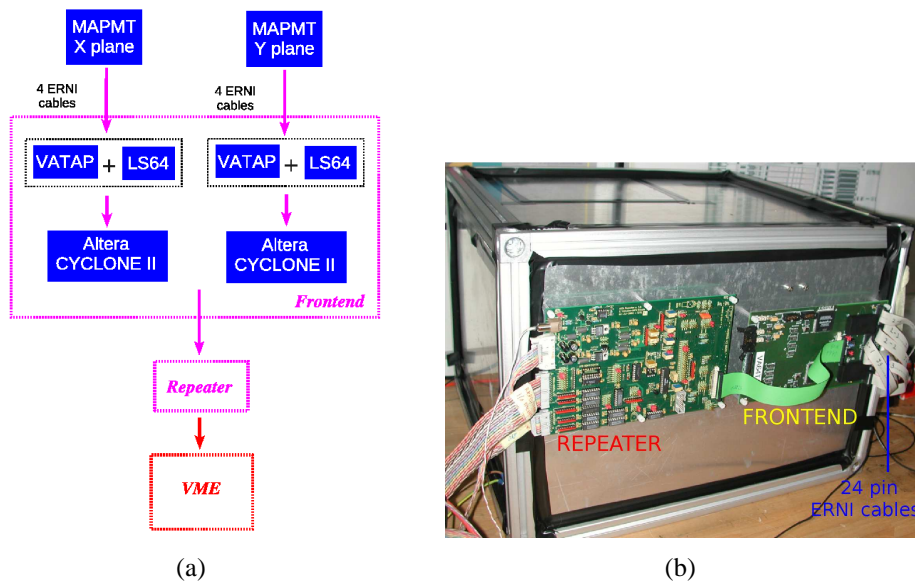 MAPMT
X plane
MAPMT
Y plane
4 ERNI
cables
4 ERNI
cables
VATAP + LS64
VATAP + LS64
Altera
CYCLONE II
Altera
CYCLONE II
Frontend
Repeater
VME
(a)
REPEATER
FRONTEND
24 pin
ERNI cables
(b)